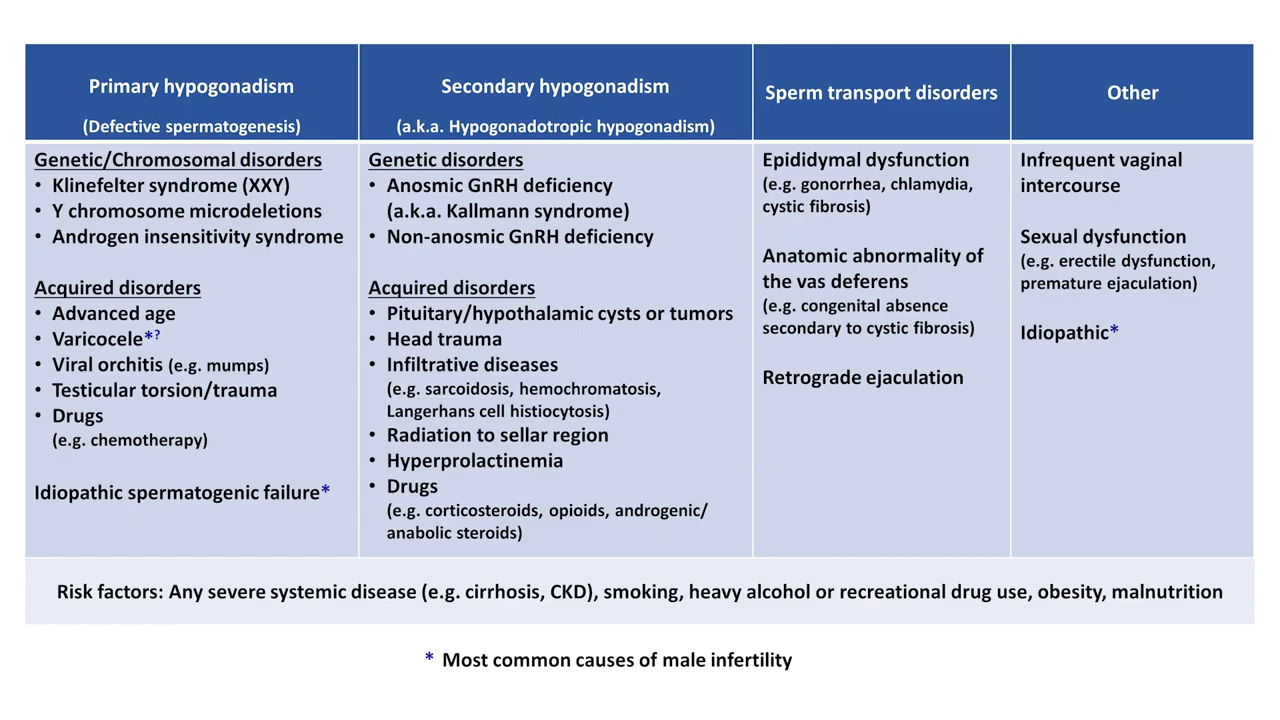 Primary hypogonadism
(Defective spermatogenesis)
Secondary hypogonadism
(a.k.a. Hypogonadotropic hypogonadism)
Sperm transport disorders
Other
Genetic/Chromosomal disorders
• Klinefelter syndrome (XXY)
• Y chromosome microdeletions
• Androgen insensitivity syndrome
Acquired disorders
• Advanced age
• Varicocele*?
• Viral orchitis (e.g. mumps)
• Testicular torsion/trauma
• Drugs
(e.g. chemotherapy)
Idiopathic spermatogenic failure*
Genetic disorders
• Anosmic GnRH deficiency
(a.k.a. Kallmann syndrome)
• Non-anosmic GnRH deficiency
Acquired disorders
• Pituitary/hypothalamic cysts or tumors
• Head trauma
• Infiltrative diseases
(e.g. sarcoidosis, hemochromatosis,
Langerhans cell histiocytosis)
• Radiation to sellar region
• Hyperprolactinemia
• Drugs
(e.g. corticosteroids, opioids, androgenic/
anabolic steroids)
Epididymal dysfunction
(e.g. gonorrhea, chlamydia,
cystic fibrosis)
Anatomic abnormality of
the vas deferens
(e.g. congenital absence
secondary to cystic fibrosis)
Retrograde ejaculation
Infrequent vaginal
intercourse
Sexual dysfunction
(e.g. erectile dysfunction,
premature ejaculation)
Idiopathic*
Risk factors: Any severe systemic disease (e.g. cirrhosis, CKD), smoking, heavy alcohol or recreational drug use, obesity, malnutrition
* Most common causes of male infertility